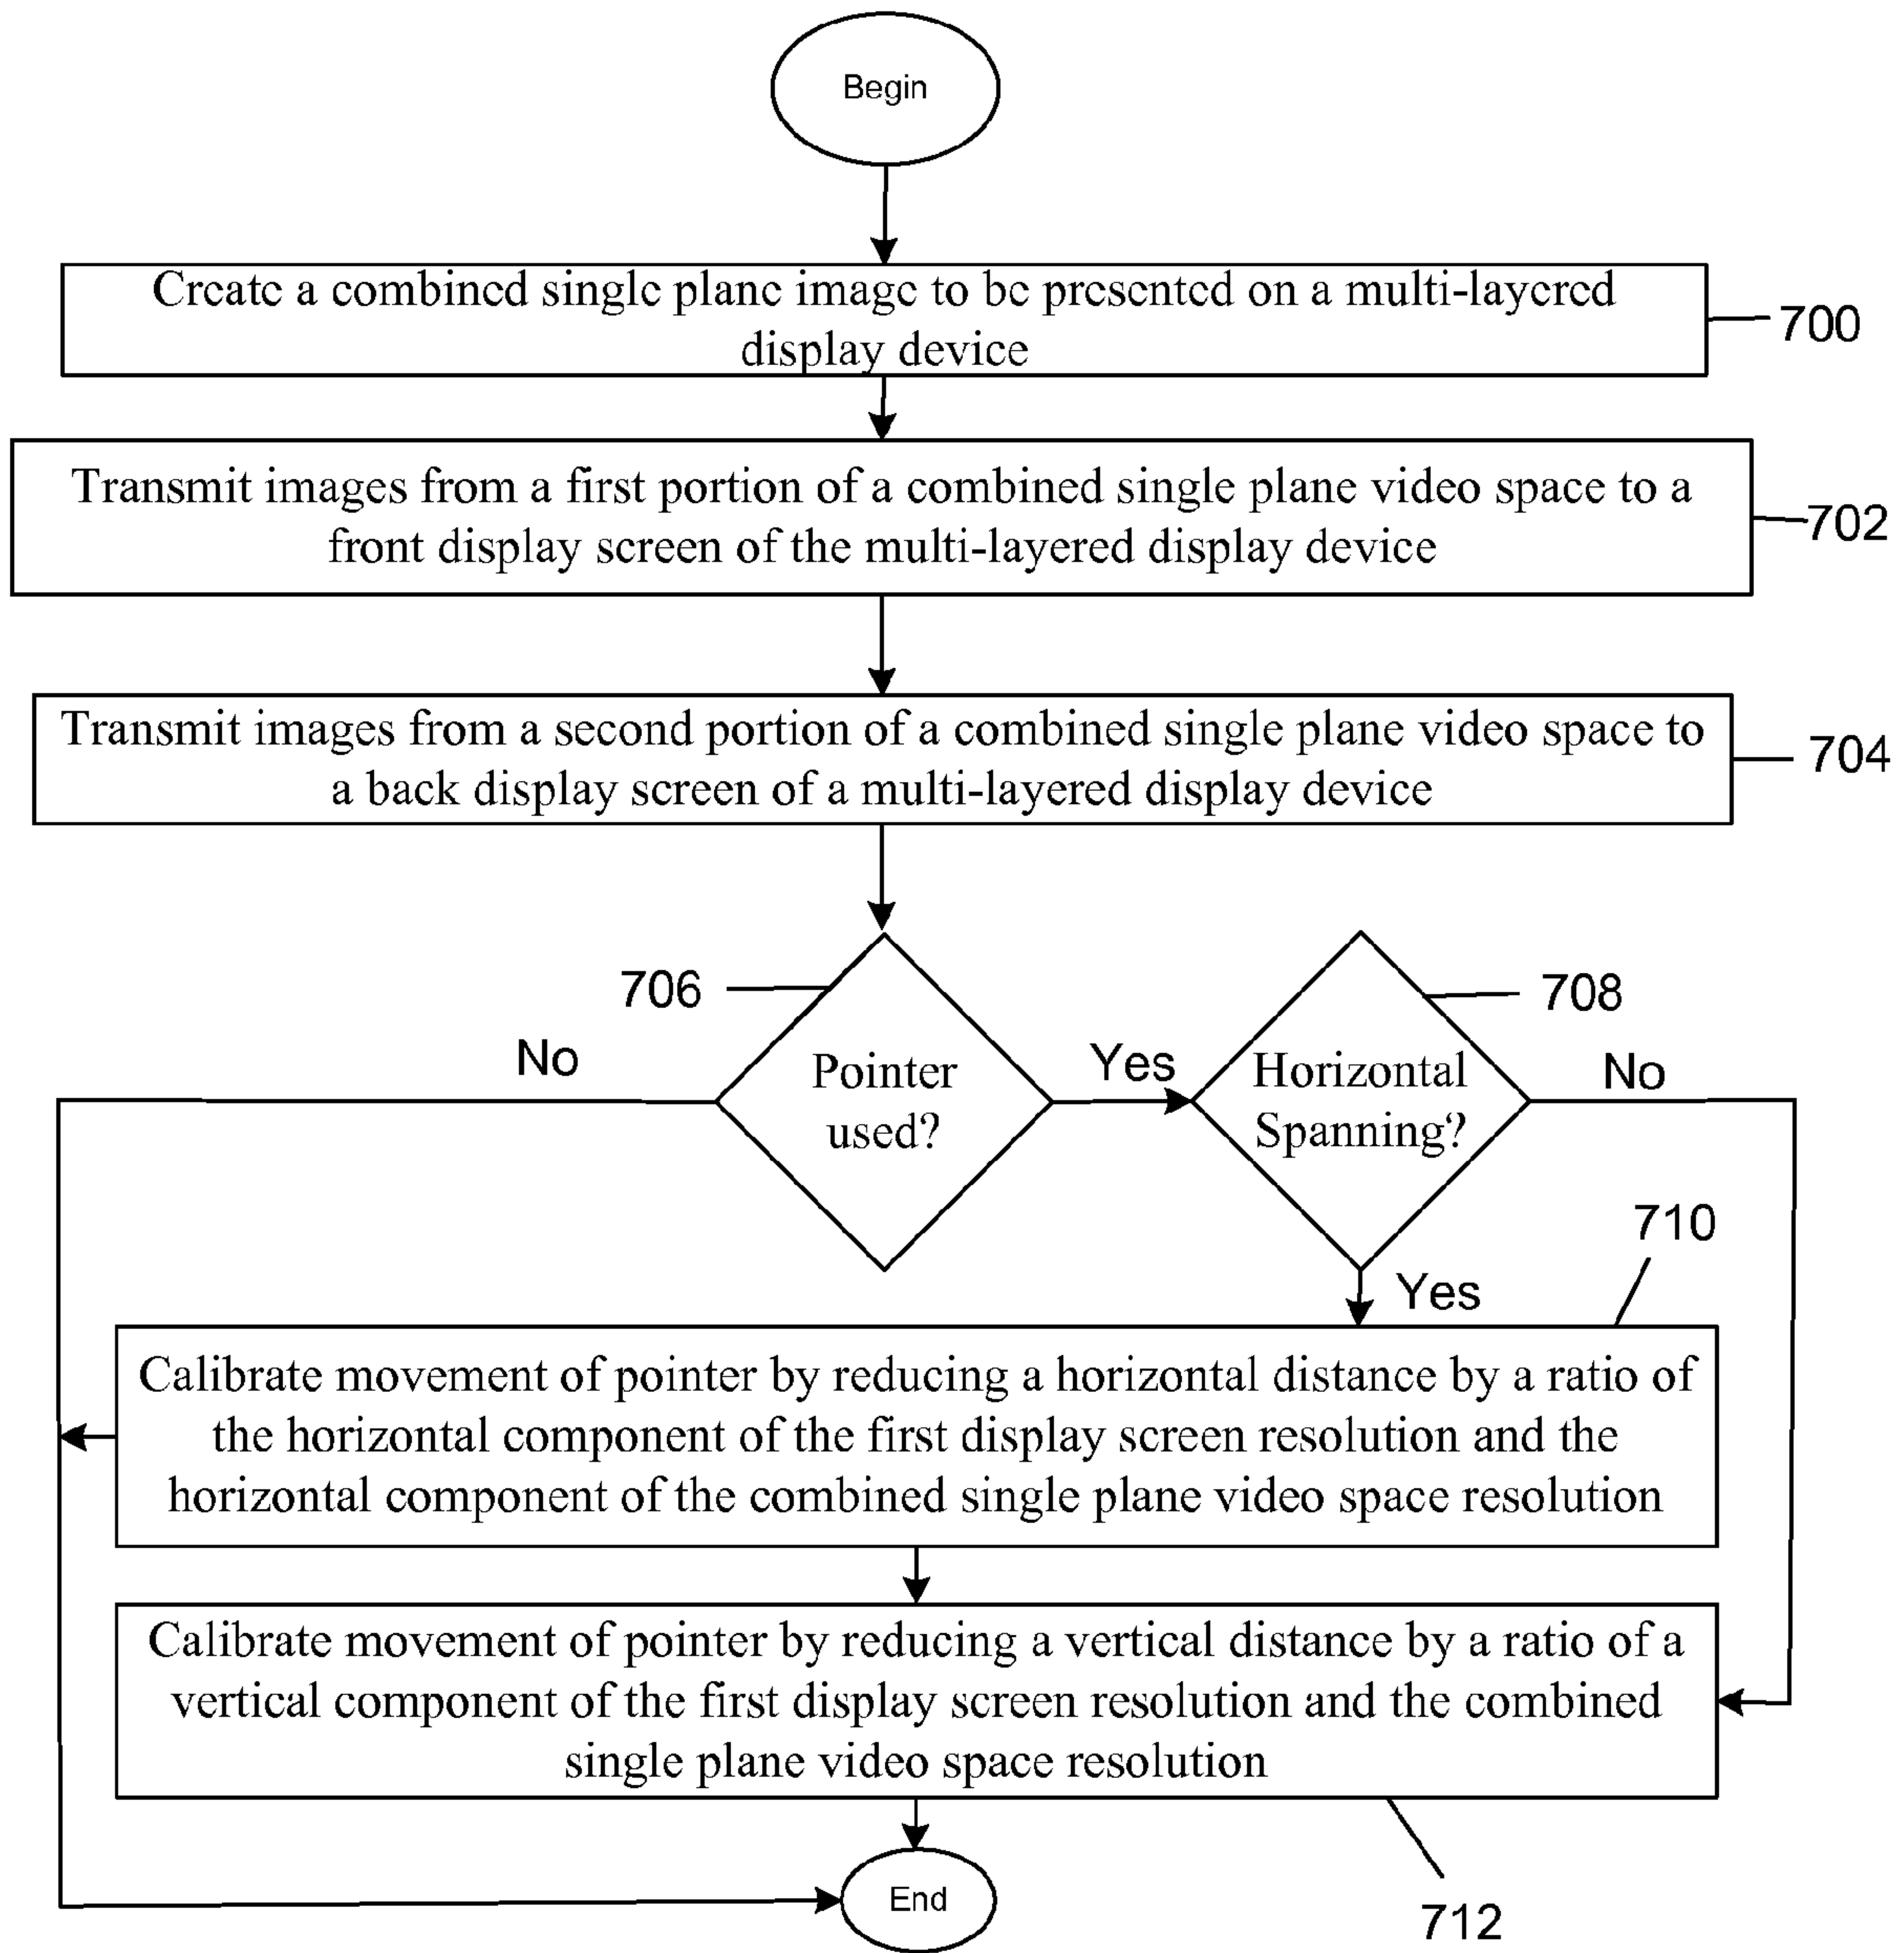 Begin
Create a combined single plane image to be presented on a multi-layered
display device
700
Transmit images from a first portion of a combined single plane video space to a
front display screen of the multi-layered display device
702
Transmit images from a second portion of a combined single plane video space to
a back display screen of a multi-layered display device
704
706
708
No
Pointer
used?
Yes
Horizontal
Spanning?
No
710
Yes
Calibrate movement of pointer by reducing a horizontal distance by a ratio of
the horizontal component of the first display screen resolution and the
horizontal component of the combined single plane video space resolution
Calibrate movement of pointer by reducing a vertical distance by a ratio of a
vertical component of the first display screen resolution and the combined
single plane video space resolution
End
712